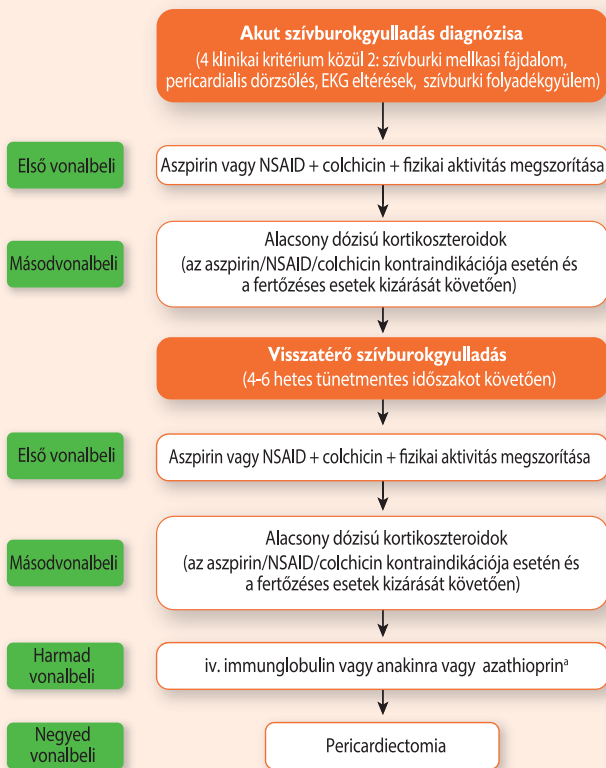 Akut szívburokgyulladás diagnózisa
(4 klinikai kritérium közül 2: szívburki mellkasi fájdalom,
pericardialis dörzsölés, EKG eltérések, szívburki folyadékgyülem)
Első vonalbeli
Aszpirin vagy NSAID + colchicin + fizikai aktivitás megszorítása
Másodvonalbeli
Alacsony dózisú kortikoszteroidok
(az aszpirin/NSAID/colchicin kontraindikációja esetén és
a fertőzéses esetek kizárását követően)
Visszatérő szívburokgyulladás
(4-6 hetes tünetmentes időszakot követően)
Első vonalbeli
Aszpirin vagy NSAID + colchicin + fizikai aktivitás megszorítása
Másodvonalbeli
Alacsony dózisú kortikoszteroidok
(az aszpirin/NSAID/colchicin kontraindikációja esetén és
a fertőzéses esetek kizárását követően)
Harmad
vonalbeli
iv. immunglobulin vagy anakinra vagy azathioprinᵃ
Negyed
vonalbeli
Pericardiectomia